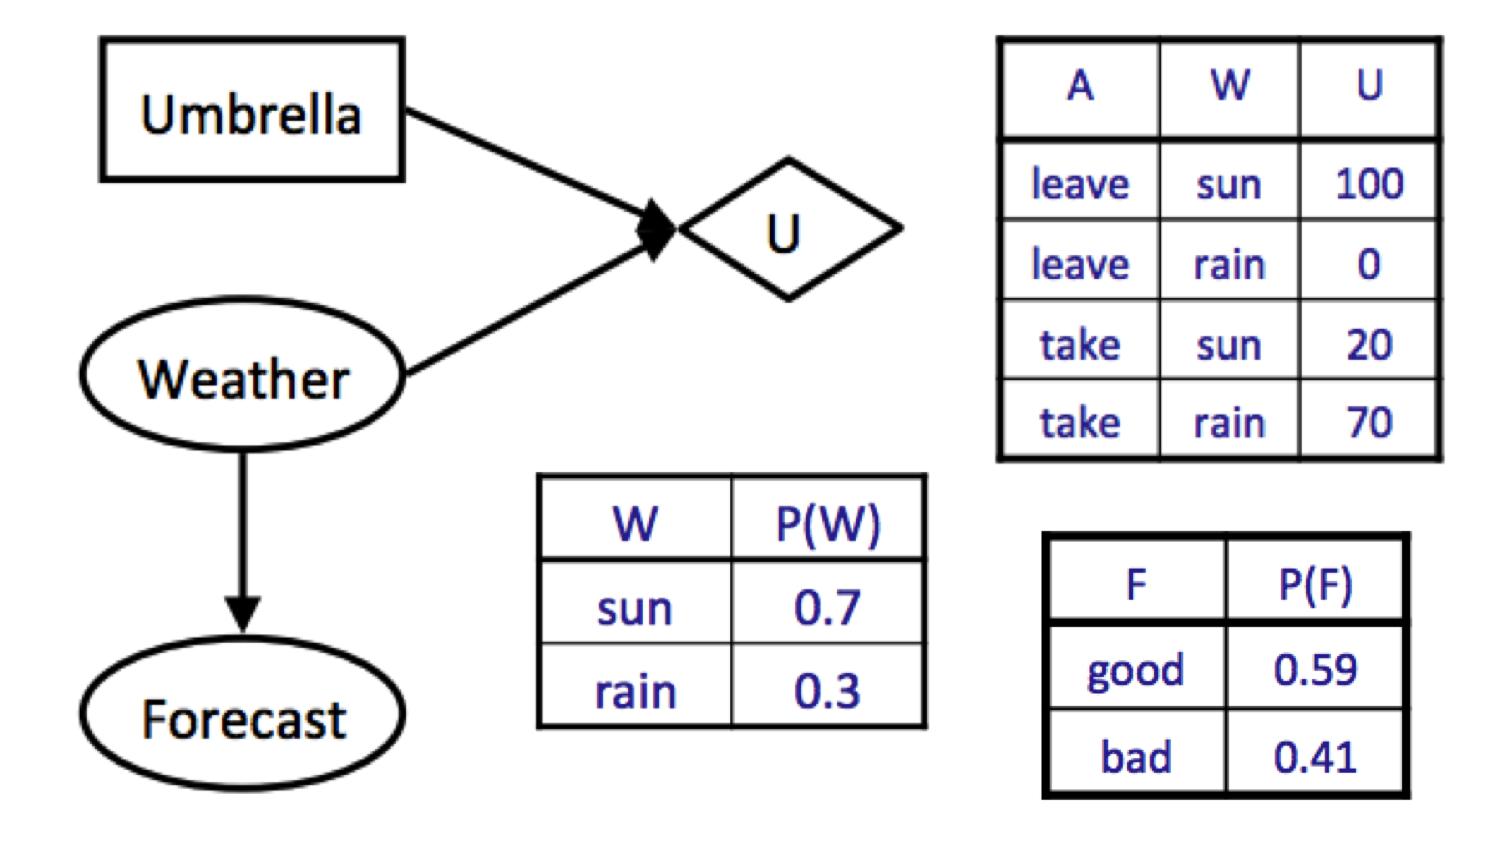 Umbrella
U
Weather
Forecast
A W U
leave sun 100
leave rain 0
take sun 20
take rain 70
W P(W)
sun 0.7
rain 0.3
F P(F)
good 0.59
bad 0.41